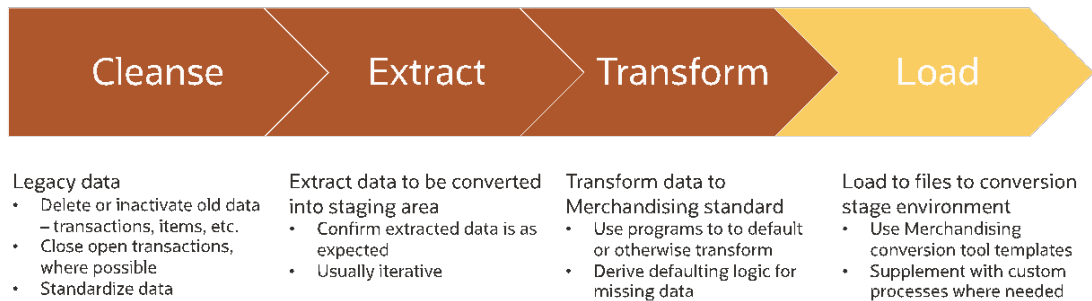 Cleanse
Extract
Transform
Load
Legacy data
• Delete or inactivate old data
– transactions, items, etc.
• Close open transactions,
where possible
• Standardize data
Extract data to be converted
into staging area
• Confirm extracted data is as
expected
• Usually iterative
Transform data to
Merchandising standard
• Use programs to to default
or otherwise transform
• Derive defaulting logic for
missing data
Load to files to conversion
stage environment
• Use Merchandising
conversion tool templates
• Supplement with custom
processes where needed